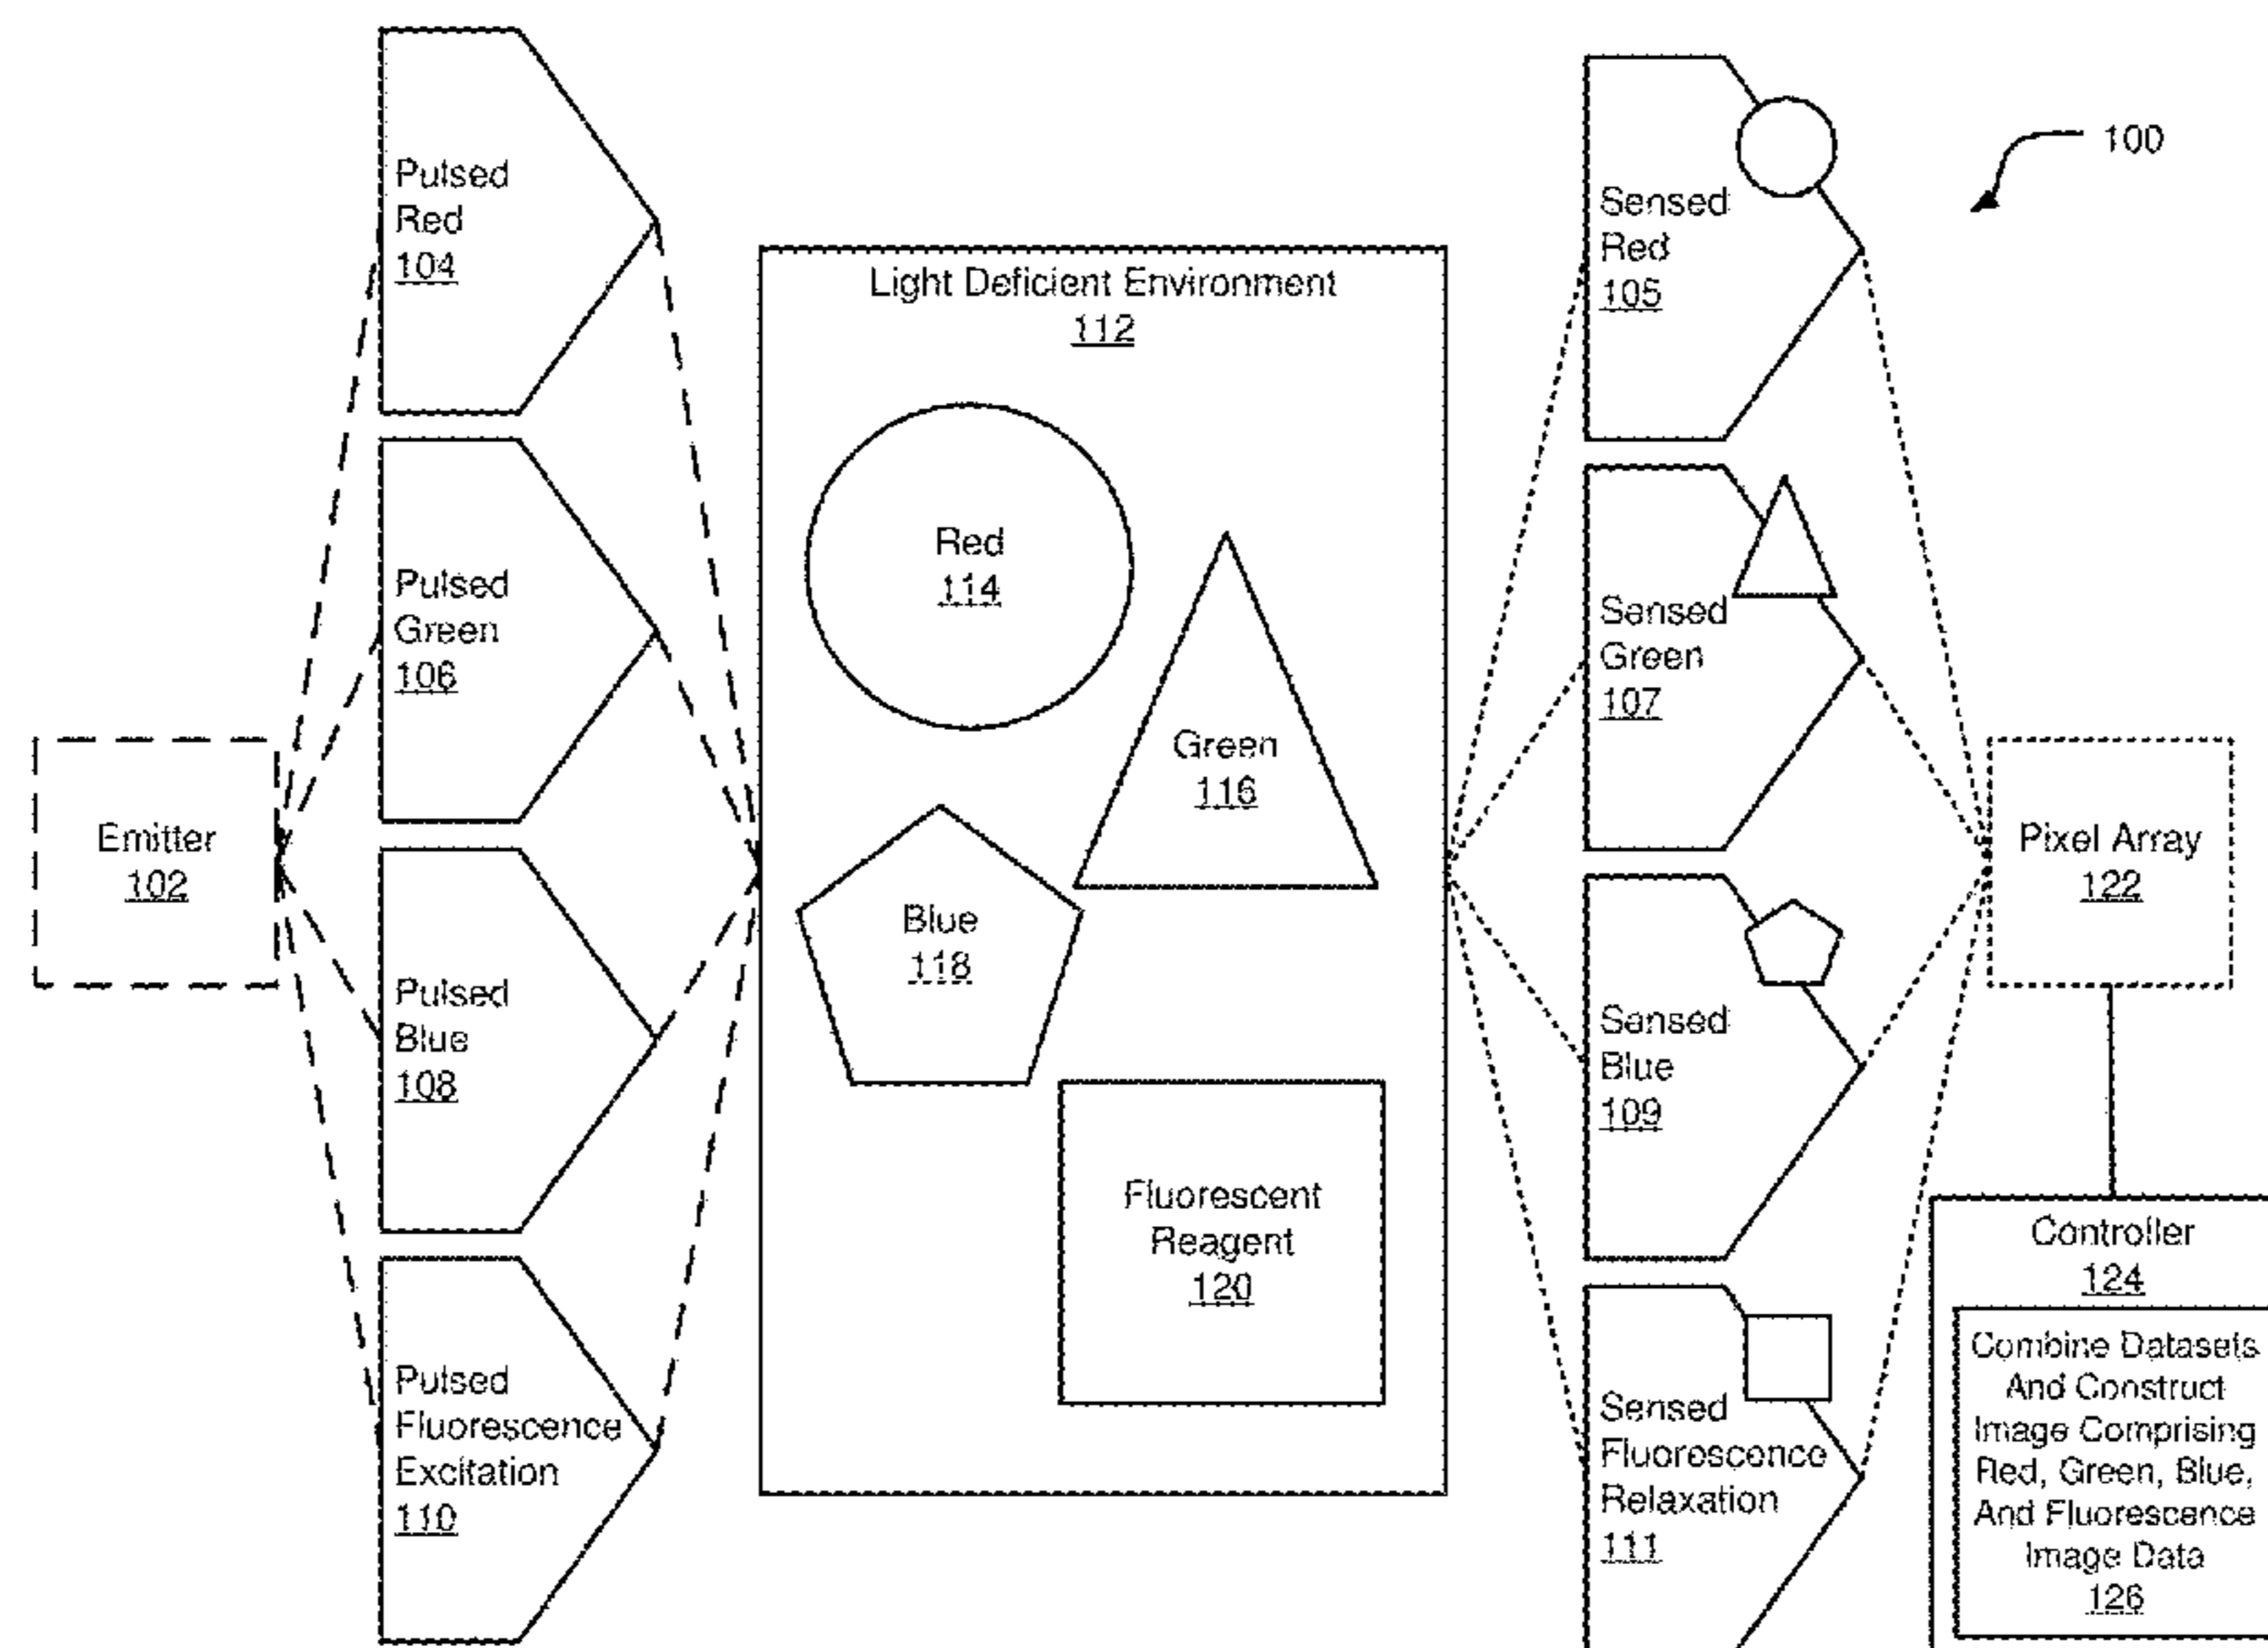 Pulsed
Red
104
Pulsed
Green
106
Emitter
102
Pulsed
Blue
108
Pulsed
Fluorescence
Excitation
110
Light Deficient Environment
112
Red
114
Green
116
Blue
118
Fluorescent
Reagent
120
Sensed
Red
105
100
Sensed
Green
107
Sensed
Blue
109
Sensed
Fluorescence
Relaxation
111
Pixel Array
122
Controller
124
Combine Datasets
And Construct
Image Comprising
Red, Green, Blue,
And Fluorescence
Image Data
126